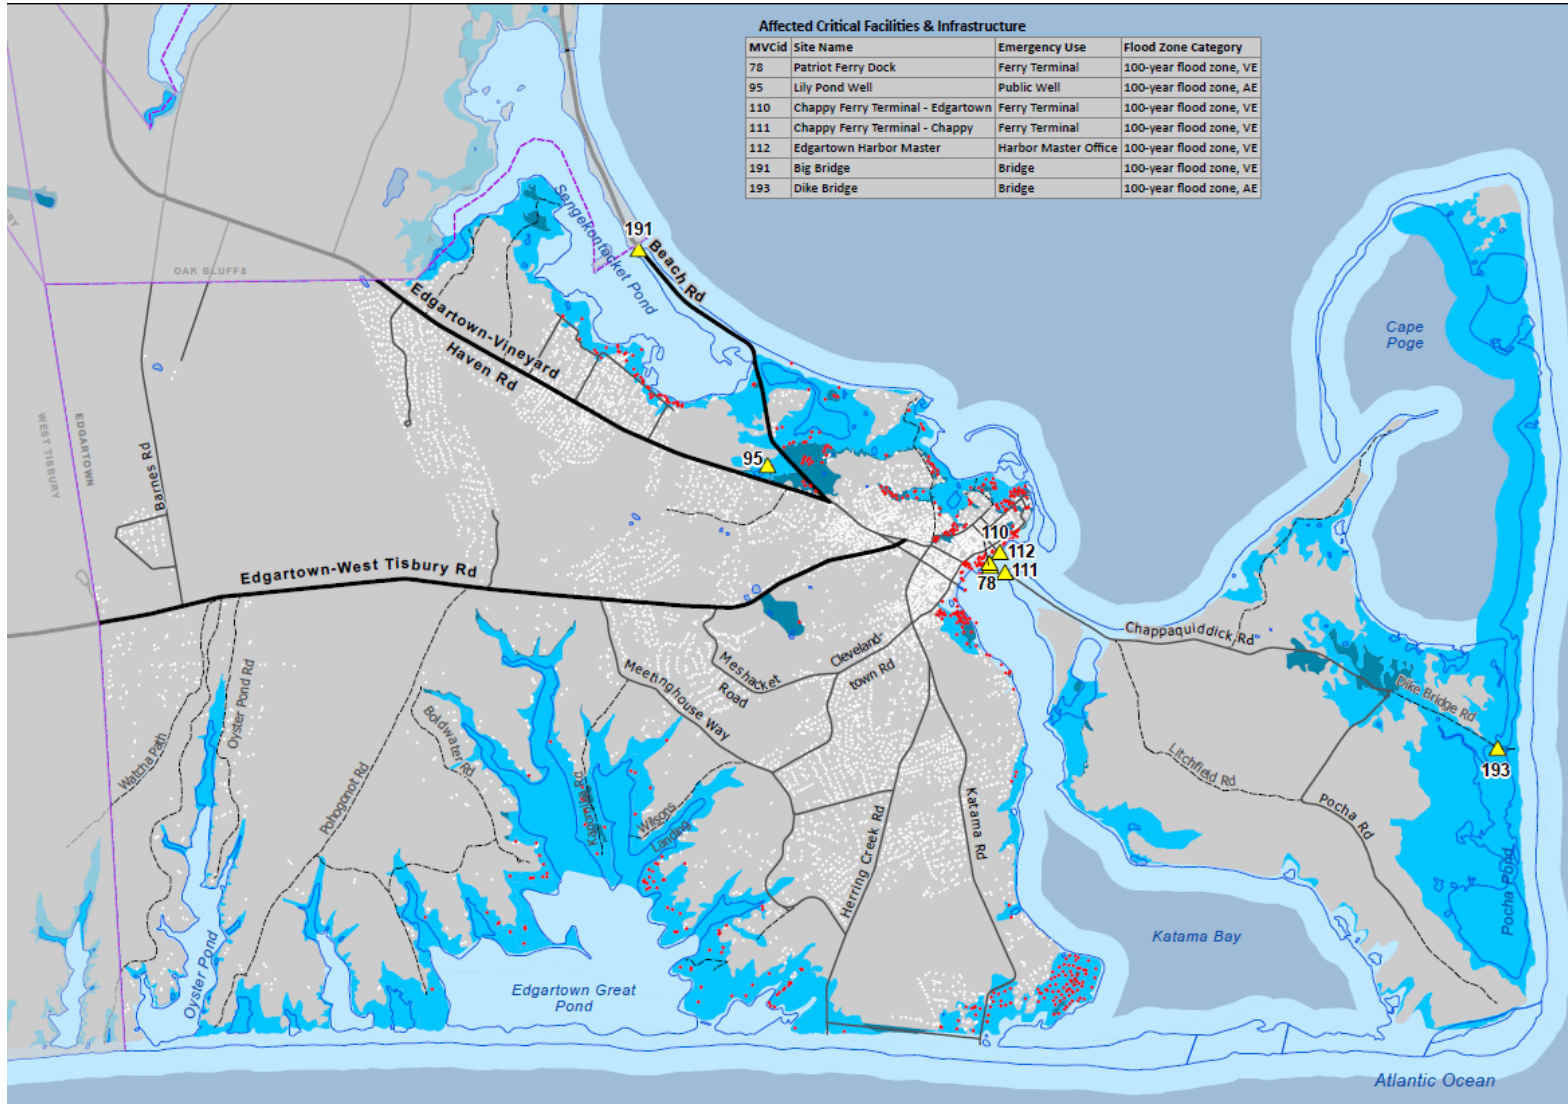 Affected Critical Facilities & Infrastructure
MVCid Site Name Emergency Use Flood Zone Category
78 Patriot Ferry Dock Ferry Terminal 100-year flood zone, VE
95 Lily Pond Well Public Well 100-year flood zone, AE
110 Chappy Ferry Terminal - Edgartown Ferry Terminal 100-year flood zone, VE
111 Chappy Ferry Terminal - Chappy Ferry Terminal 100-year flood zone, VE
112 Edgartown Harbor Master Harbor Master Office 100-year flood zone, VE
191 Big Bridge Bridge 100-year flood zone, VE
193 Dike Bridge Bridge 100-year flood zone, AE
Sengekontacket Pond
191
Beach Rd
OAK BLUFFS
Edgartown-Vineyard
Haven Rd
Cape
Poge
WEST TISBURY
EDGARTOWN
Barnes Rd
95
110
112
111
78
Edgartown-West Tisbury Rd
Chappaquiddick Rd
Cleveland-
town Rd
Meshacket
Road
Meetinghouse Way
Oyster Pond Rd
Watcha Path
Boldwater Rd
Pohogonot Rd
Dike Bridge Rd
193
Litchfield Rd
Pocha Rd
Wilsons
Landing
Katama Rd
Herring Creek Rd
Pocha Pond
Katama Bay
Oyster Pond
Edgartown Great
Pond
Atlantic Ocean